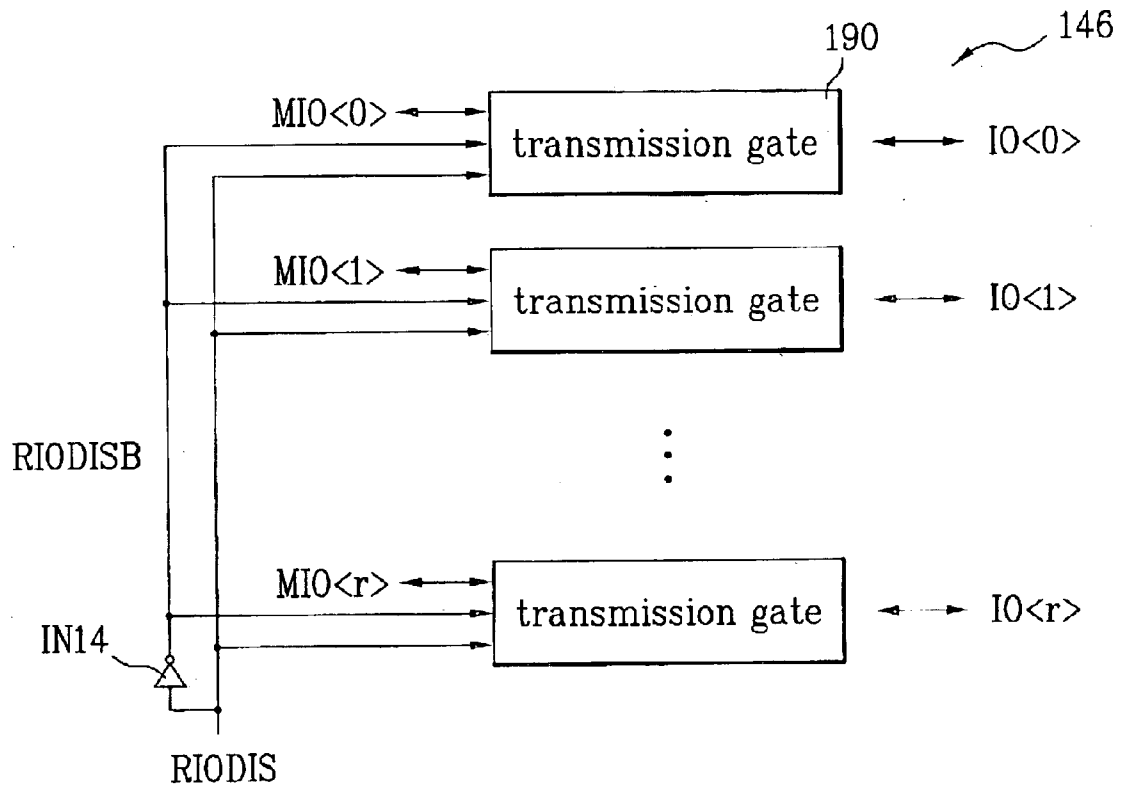 146
190
MIO<0>
transmission gate
IO<0>
MIO<1>
transmission gate
IO<1>
RIODISB
MIO<r>
transmission gate
IO<r>
IN14
RIODIS